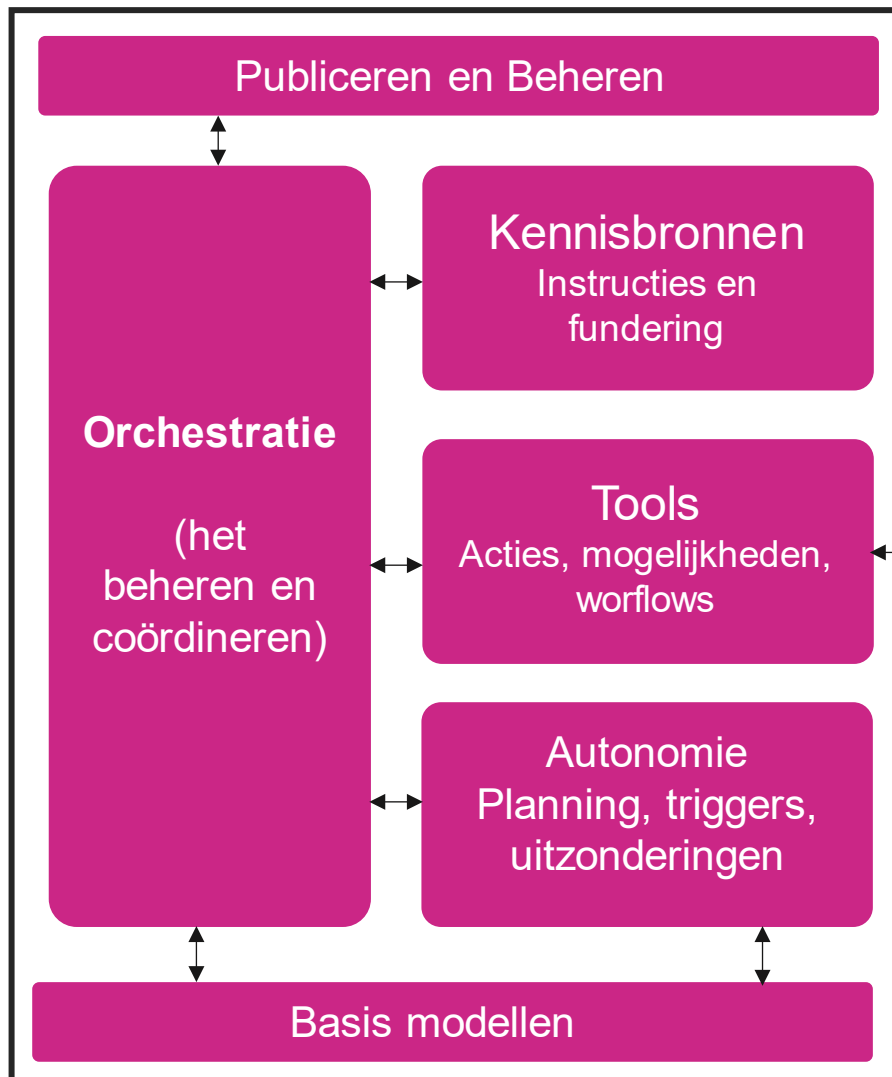 Publiceren en Beheren
Orchestratie
(het
beheren en
coördineren)
Kennisbronnen
Instructies en
fundering
Tools
Acties, mogelijkheden,
worflows
Autonomie
Planning, triggers,
uitzonderingen
Basis modellen